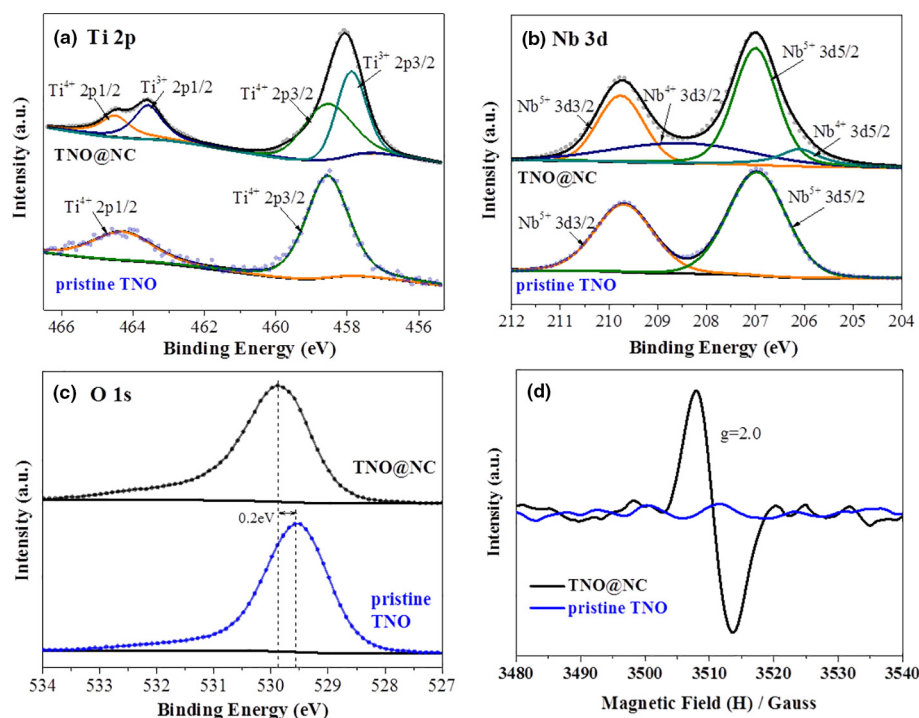 (a) Ti 2p
Ti4+ 2p1/2
Ti3+ 2p1/2
Ti4+ 2p3/2
Ti3+ 2p3/2
TNO@NC
Ti4+ 2p1/2
Ti4+ 2p3/2
pristine TNO
Intensity (a.u.)
466 464 462 460 458 456
Binding Energy (eV)
(b) Nb 3d
Nb5+ 3d3/2
Nb4+ 3d3/2
Nb5+ 3d5/2
Nb4+ 3d5/2
TNO@NC
Nb5+ 3d3/2
Nb5+ 3d5/2
pristine TNO
Intensity (a.u.)
212 211 210 209 208 207 206 205 204
Binding Energy (eV)
(c) O 1s
TNO@NC
0.2eV
pristine
TNO
Intensity (a.u.)
534 533 532 531 530 529 528 527
Binding Energy (eV)
(d)
g=2.0
TNO@NC
pristine TNO
Intensity (a.u.)
3480 3490 3500 3510 3520 3530 3540
Magnetic Field (H) / Gauss